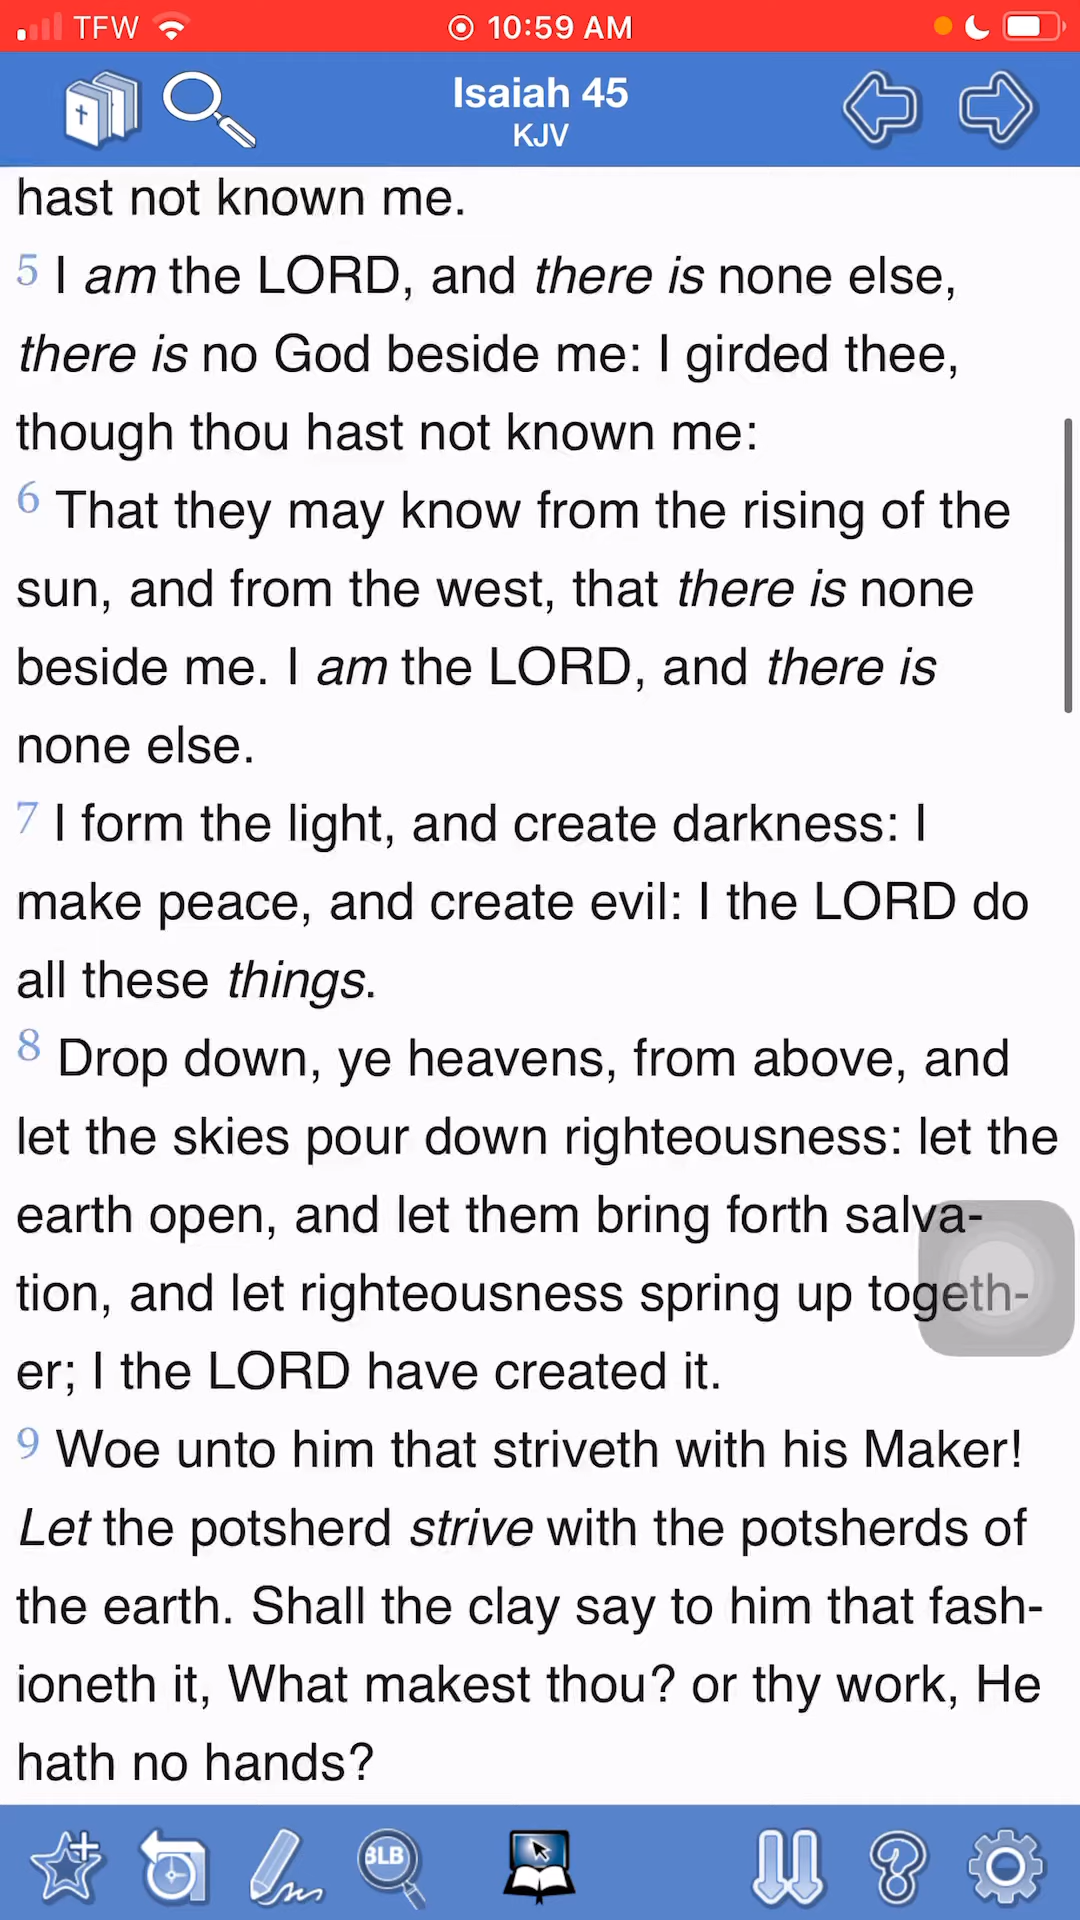 TFW 10:59 AM
Isaiah 45
KJV
hast not known me.
5 I am the LORD, and there is none else,
there is no God beside me: I girded thee,
though thou hast not known me:
6 That they may know from the rising of the
sun, and from the west, that there is none
beside me. I am the LORD, and there is
none else.
7 I form the light, and create darkness: I
make peace, and create evil: I the LORD do
all these things.
8 Drop down, ye heavens, from above, and
let the skies pour down righteousness: let the
earth open, and let them bring forth salva-
tion, and let righteousness spring up togeth-
er; I the LORD have created it.
9 Woe unto him that striveth with his Maker!
Let the potsherd strive with the potsherds of
the earth. Shall the clay say to him that fash-
ioneth it, What makest thou? or thy work, He
hath no hands?
BLB